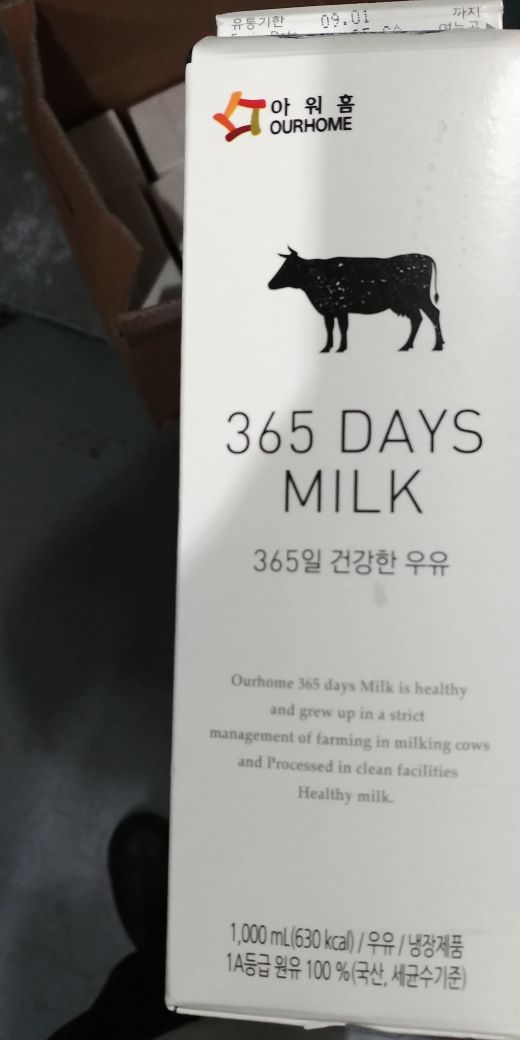 유통기한 09.01 까지
아워홈
OURHOME
365 DAYS
MILK
365일 건강한 우유
Ourhome 365 days Milk is healthy
and grew up in a strict
management of farming in milking cows
and Processed in clean facilities
Healthy milk.
1,000 mL(630 kcal) / 우유 / 냉장제품
1A등급 원유 100 %(국산, 세균수기준)